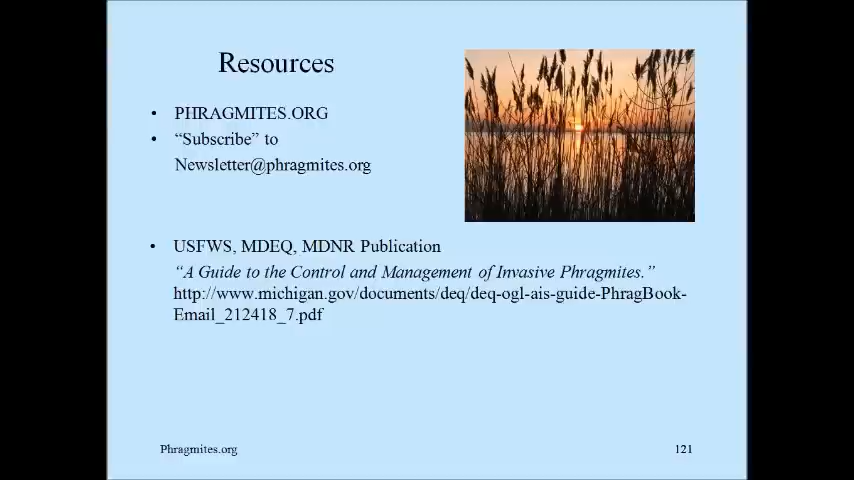 Resources
• PHRAGMITES.ORG
• “Subscribe” to
Newsletter@phragmites.org
• USFWS, MDEQ, MDNR Publication
“A Guide to the Control and Management of Invasive Phragmites.”
http://www.michigan.gov/documents/deq/deq-ogl-ais-guide-PhragBook-
Email_212418_7.pdf
Phragmites.org
121